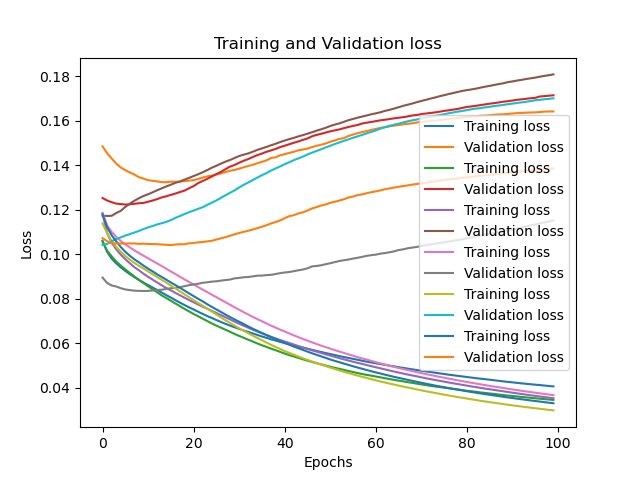 Training and Validation loss
Loss
0.18
0.16
0.14
0.12
0.10
0.08
0.06
0.04
Training loss
Validation loss
Training loss
Validation loss
Training loss
Validation loss
Training loss
Validation loss
Training loss
Validation loss
Training loss
Validation loss
0 20 40 60 80 100
Epochs